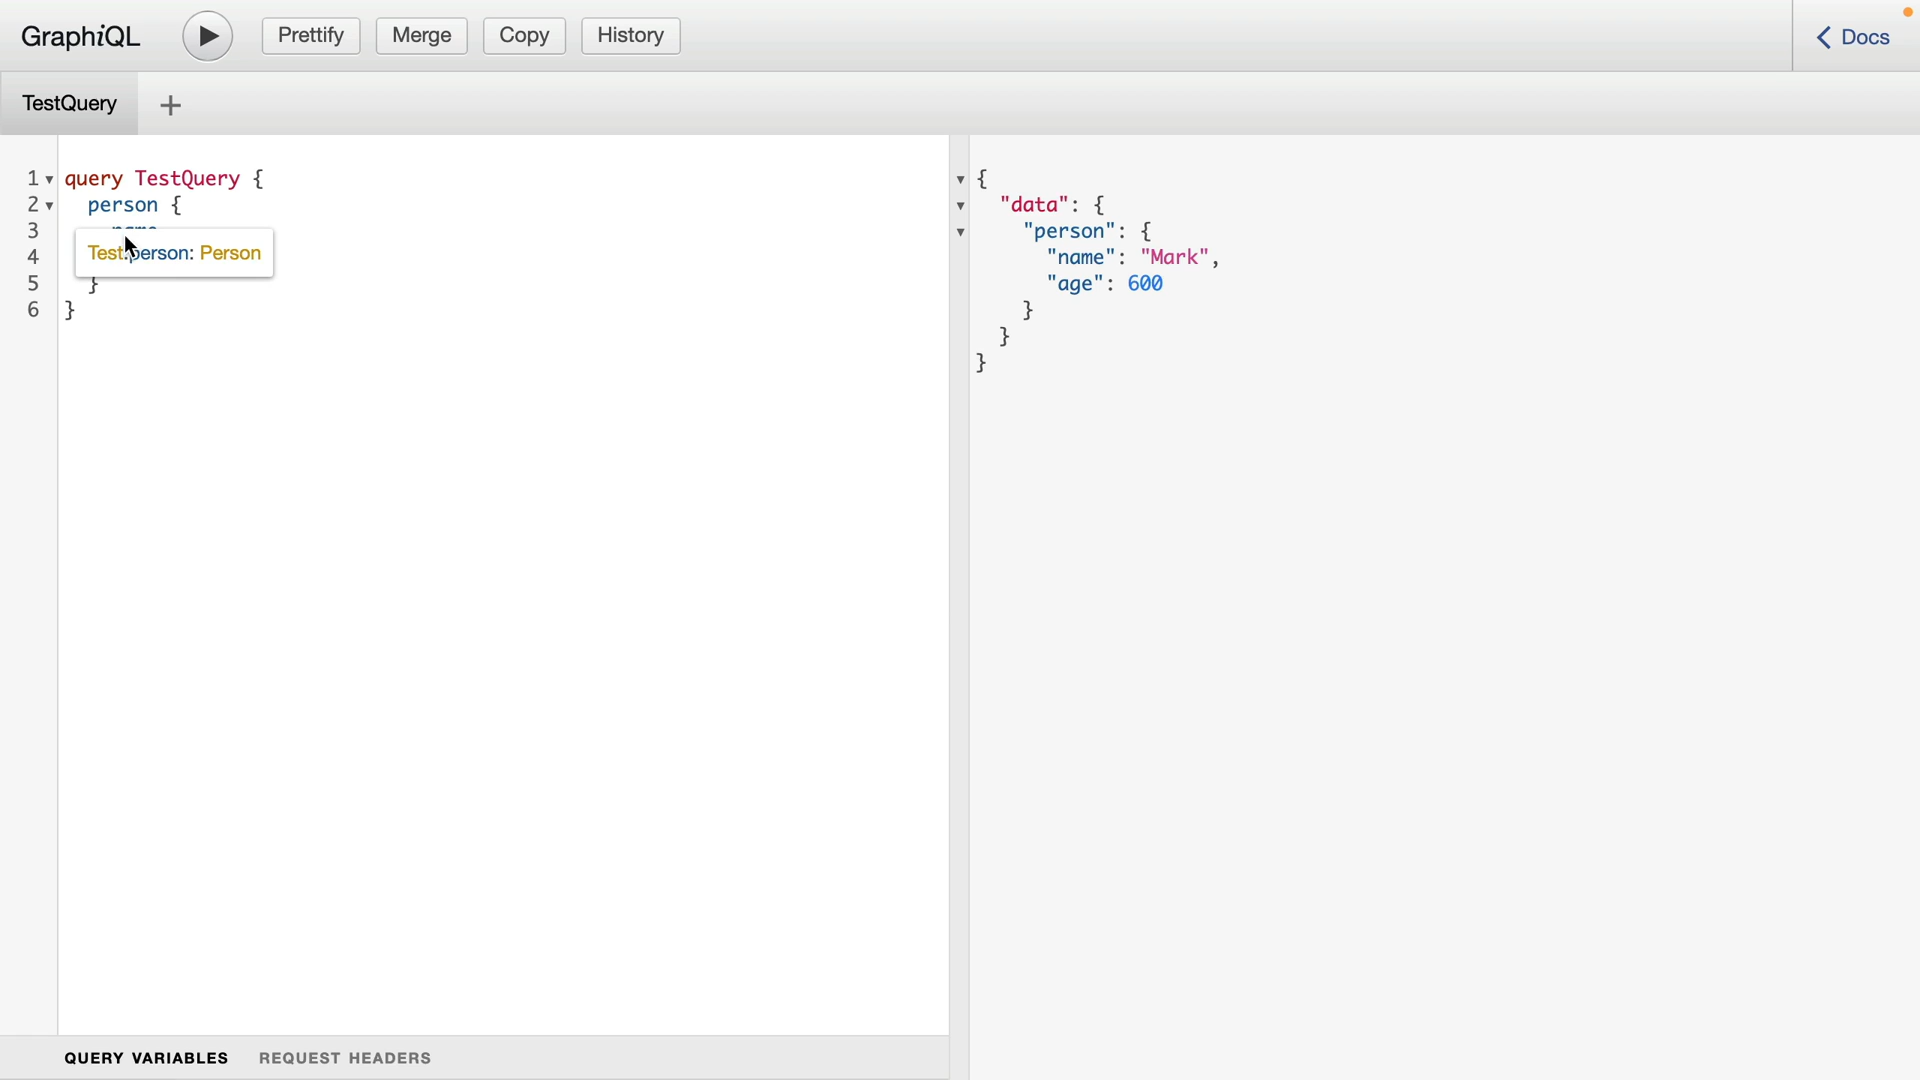 GraphiQL
Prettify
Merge
Copy
History
Docs
TestQuery
+
1 query TestQuery {
2 person {
3 name
4
5 }
6 }
Test.person: Person
{
"data": {
"person": {
"name": "Mark",
"age": 600
}
}
}
QUERY VARIABLES
REQUEST HEADERS